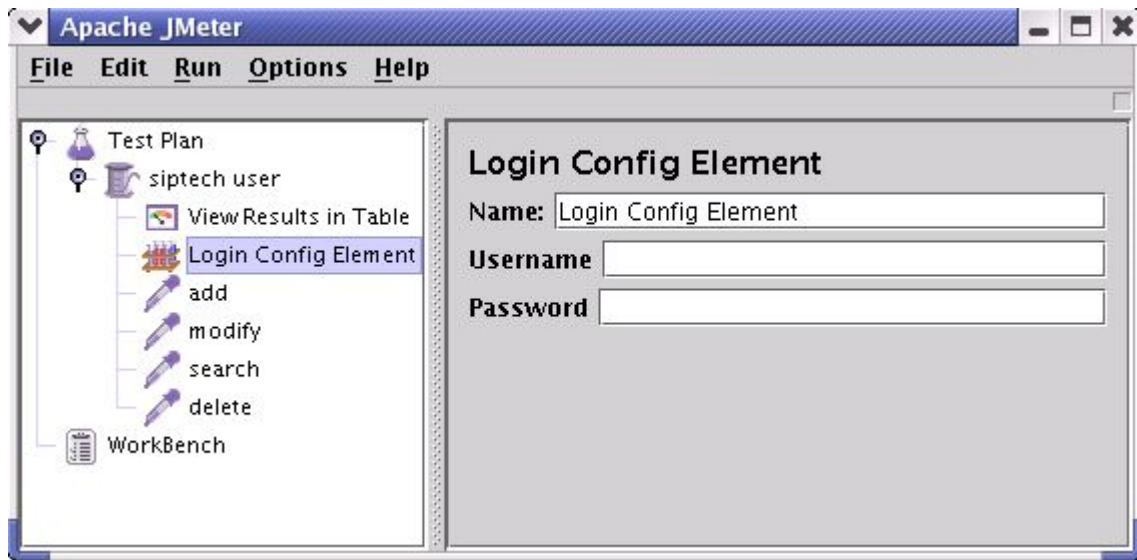 Apache JMeter
File Edit Run Options Help
Test Plan
siptech user
View Results in Table
Login Config Element
add
modify
search
delete
WorkBench
Login Config Element
Name: Login Config Element
Username
Password